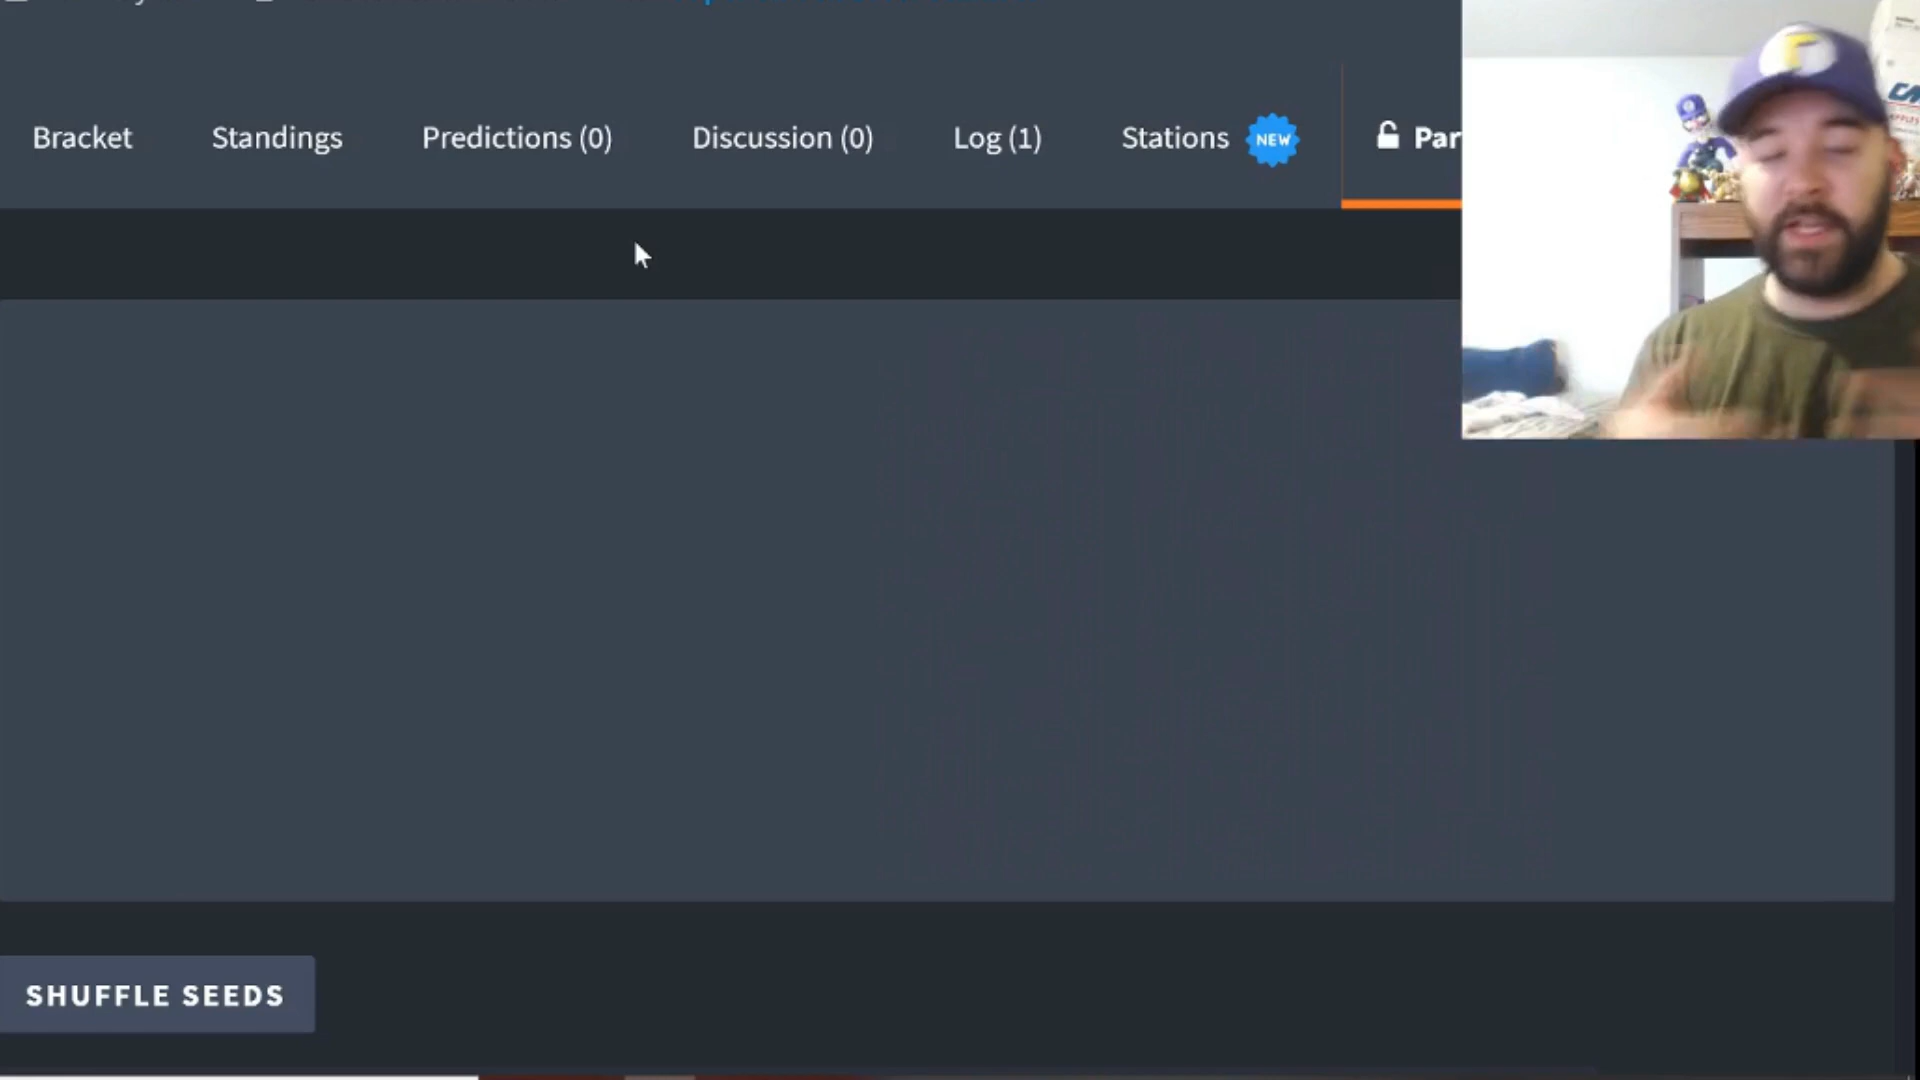 Bracket Standings Predictions (0) Discussion (0) Log (1) Stations NEW Par
SHUFFLE SEEDS